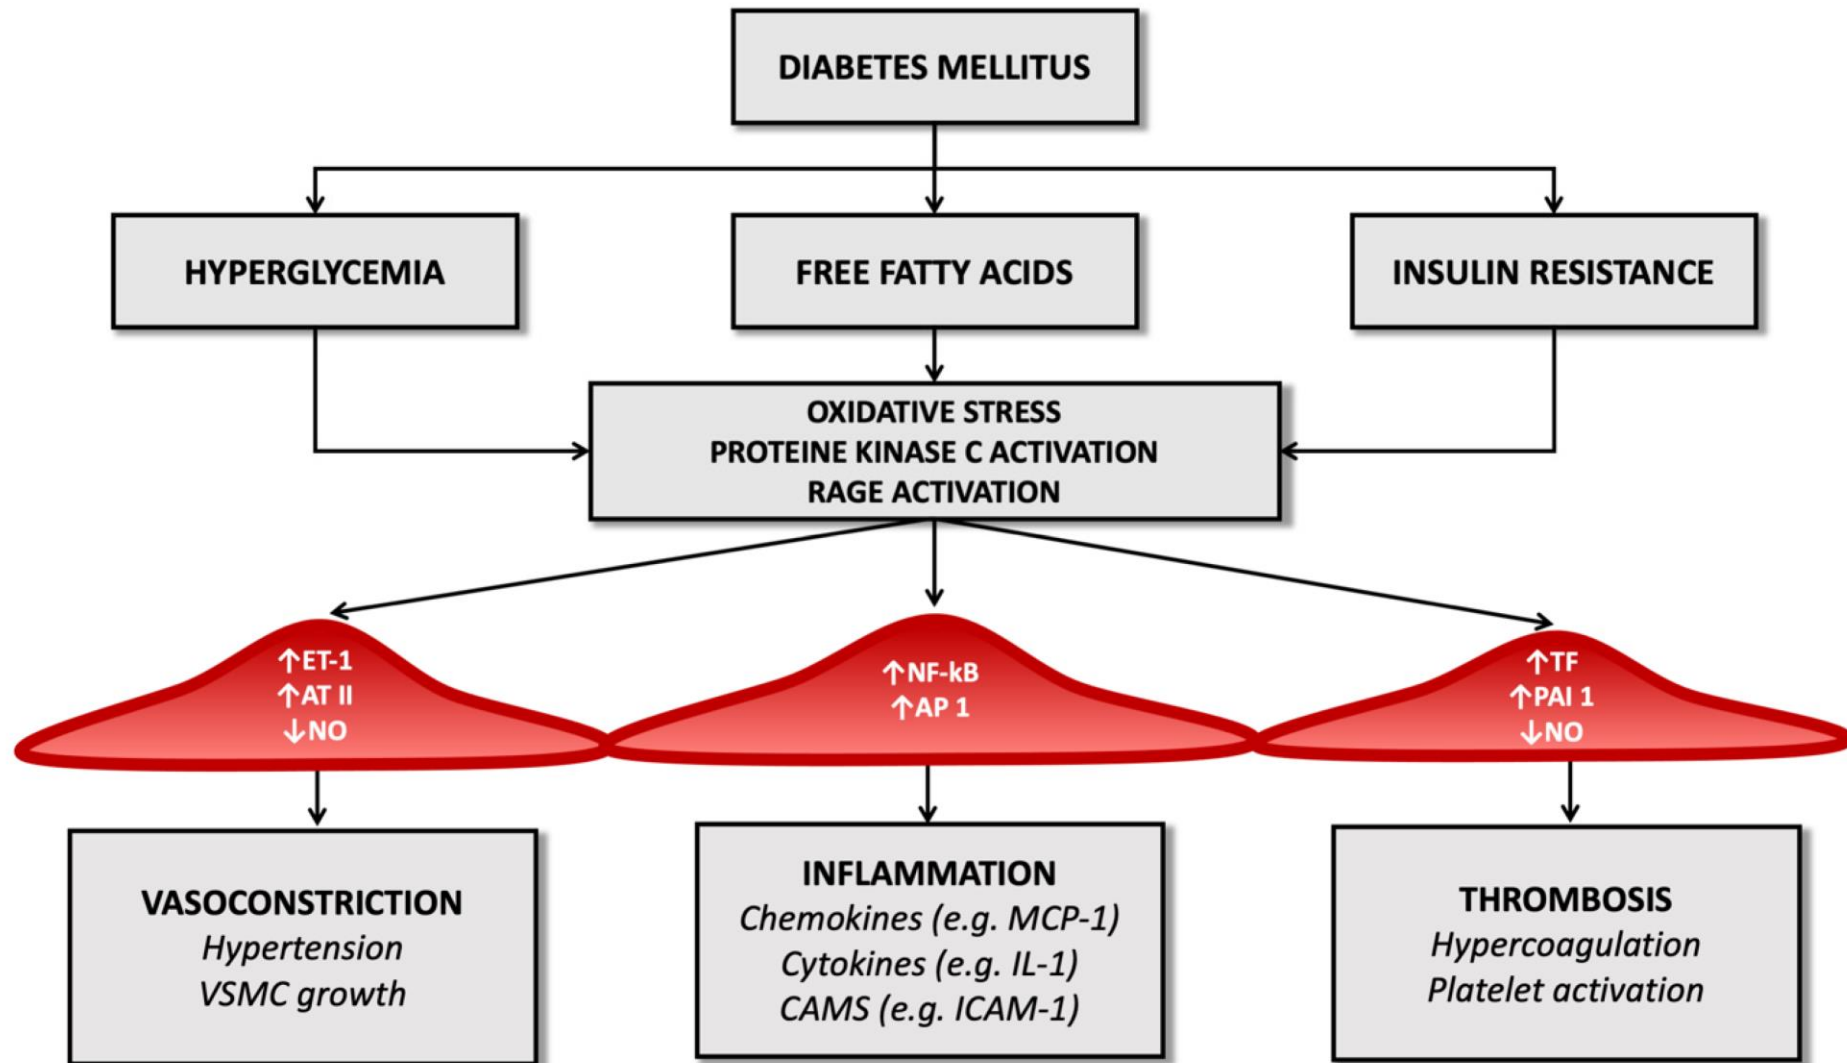 DIABETES MELLITUS
HYPERGLYCEMIA
FREE FATTY ACIDS
INSULIN RESISTANCE
OXIDATIVE STRESS
PROTEINE KINASE C ACTIVATION
RAGE ACTIVATION
↑ET-1
↑AT II
↓NO
↑NF-kB
↑AP 1
↑TF
↑PAI 1
↓NO
VASOCONSTRICTION
Hypertension
VSMC growth
INFLAMMATION
Chemokines (e.g. MCP-1)
Cytokines (e.g. IL-1)
CAMS (e.g. ICAM-1)
THROMBOSIS
Hypercoagulation
Platelet activation